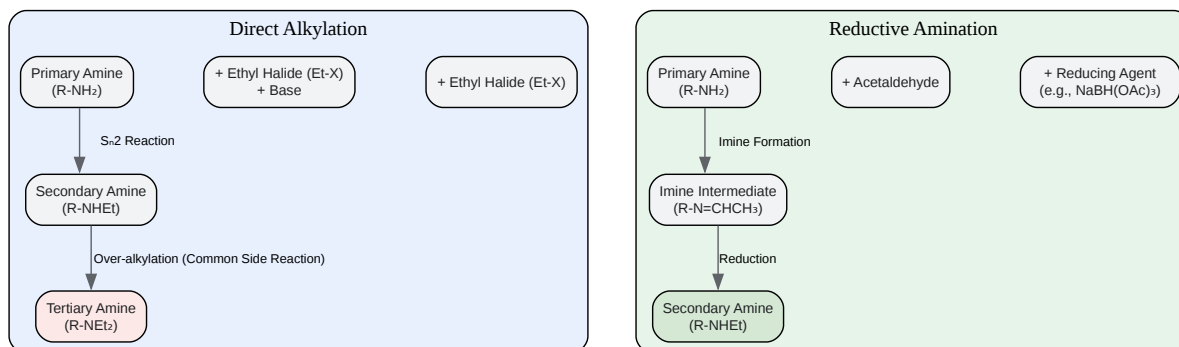 Direct Alkylation
Primary Amine
(R-NH₂)
+ Ethyl Halide (Et-X)
+ Base
+ Ethyl Halide (Et-X)
Sₙ2 Reaction
Secondary Amine
(R-NHEt)
Over-alkylation (Common Side Reaction)
Tertiary Amine
(R-NEt₂)
Reductive Amination
Primary Amine
(R-NH₂)
+ Acetaldehyde
+ Reducing Agent
(e.g., NaBH(OAc)₃)
Imine Formation
Imine Intermediate
(R-N=CHCH₃)
Reduction
Secondary Amine
(R-NHEt)